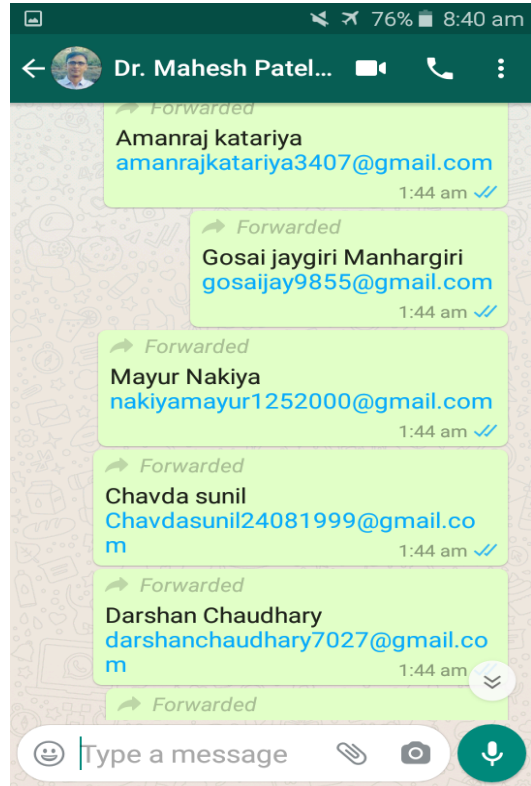 76% 8:40 am
Dr. Mahesh Patel...
Forwarded
Amanraj katariya
amanrajkatariya3407@gmail.com
1:44 am
Forwarded
Gosai jaygiri Manhargiri
gosaijay9855@gmail.com
1:44 am
Forwarded
Mayur Nakiya
nakiyamayur1252000@gmail.com
1:44 am
Forwarded
Chavda sunil
Chavdasunil24081999@gmail.co
m
1:44 am
Forwarded
Darshan Chaudhary
darshanchaudhary7027@gmail.co
m
1:44 am
Forwarded
Type a message